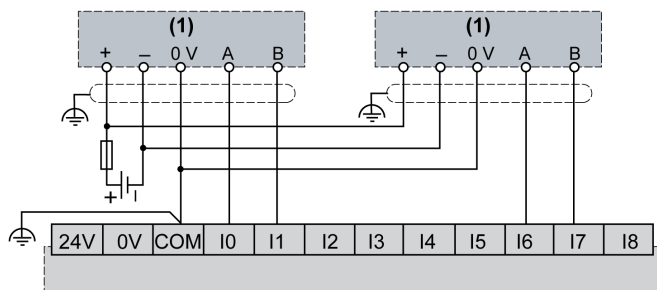 (1) (1)
+ – 0 V A B + – 0 V A B
+ –
24V 0V COM I0 I1 I2 I3 I4 I5 I6 I7 I8